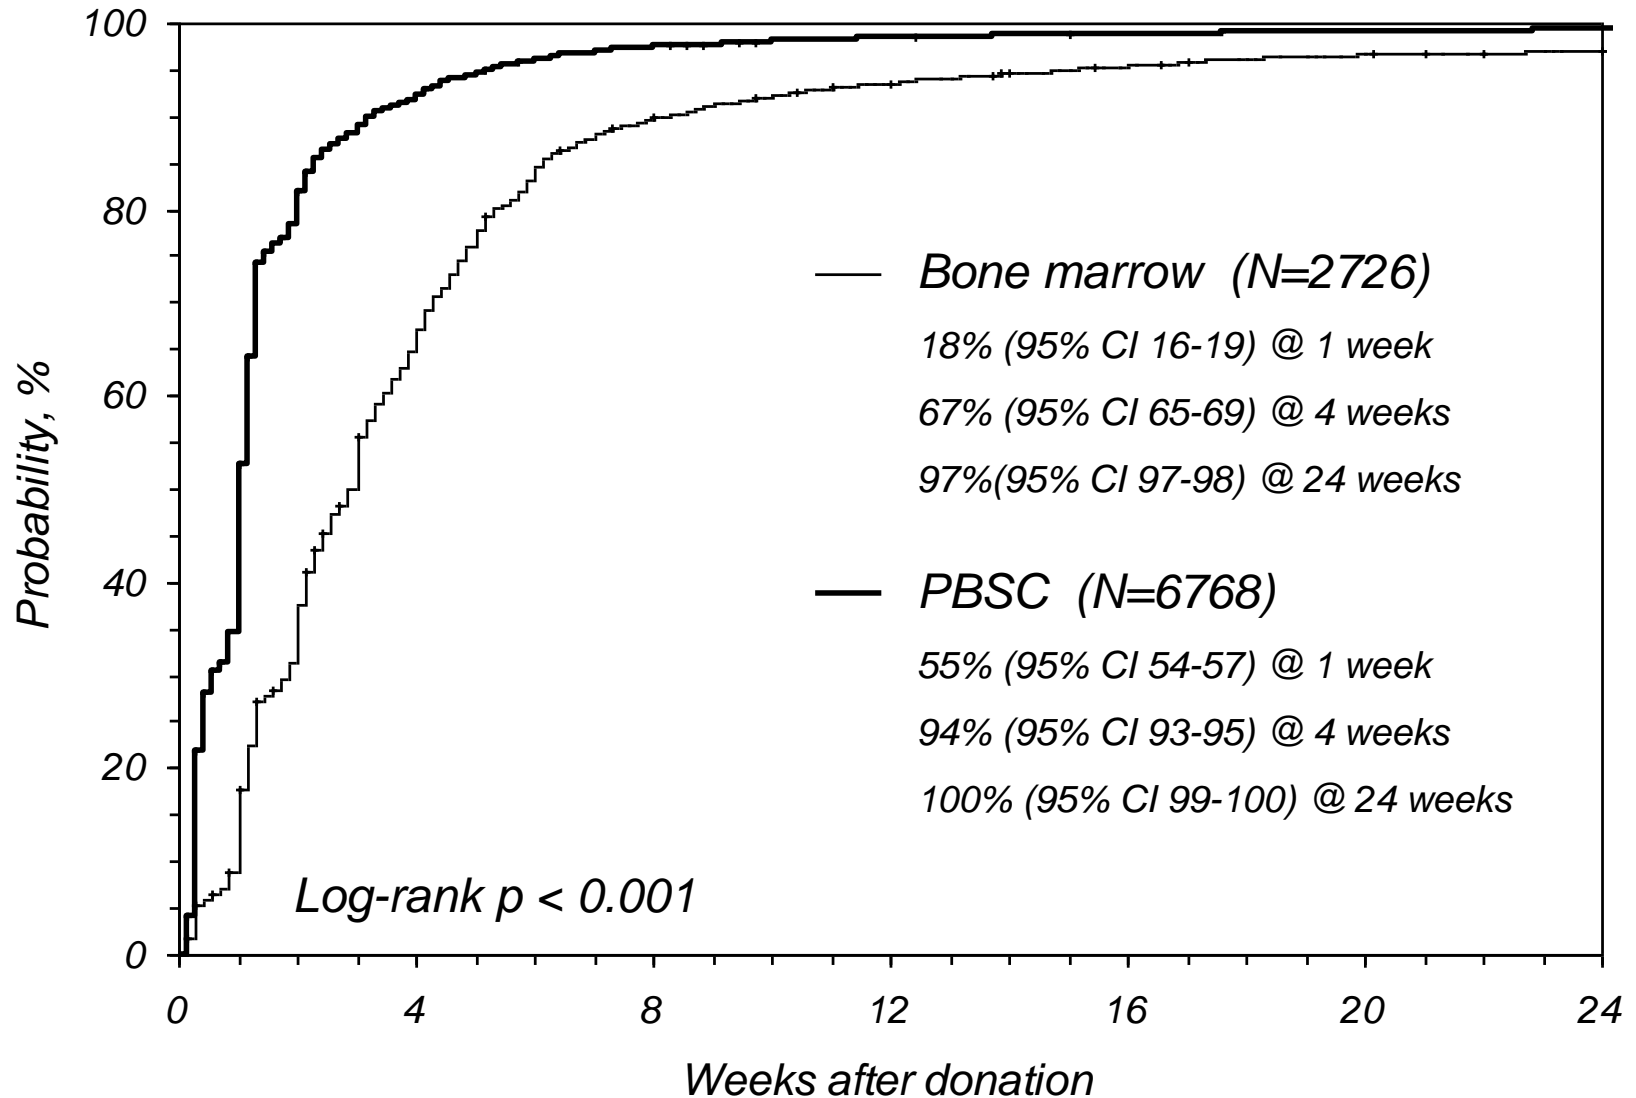 100
80
60
40
20
0
Probability, %
Bone marrow (N=2726)
18% (95% CI 16-19) @ 1 week
67% (95% CI 65-69) @ 4 weeks
97%(95% CI 97-98) @ 24 weeks
PBSC (N=6768)
55% (95% CI 54-57) @ 1 week
94% (95% CI 93-95) @ 4 weeks
100% (95% CI 99-100) @ 24 weeks
Log-rank p < 0.001
0 4 8 12 16 20 24
Weeks after donation